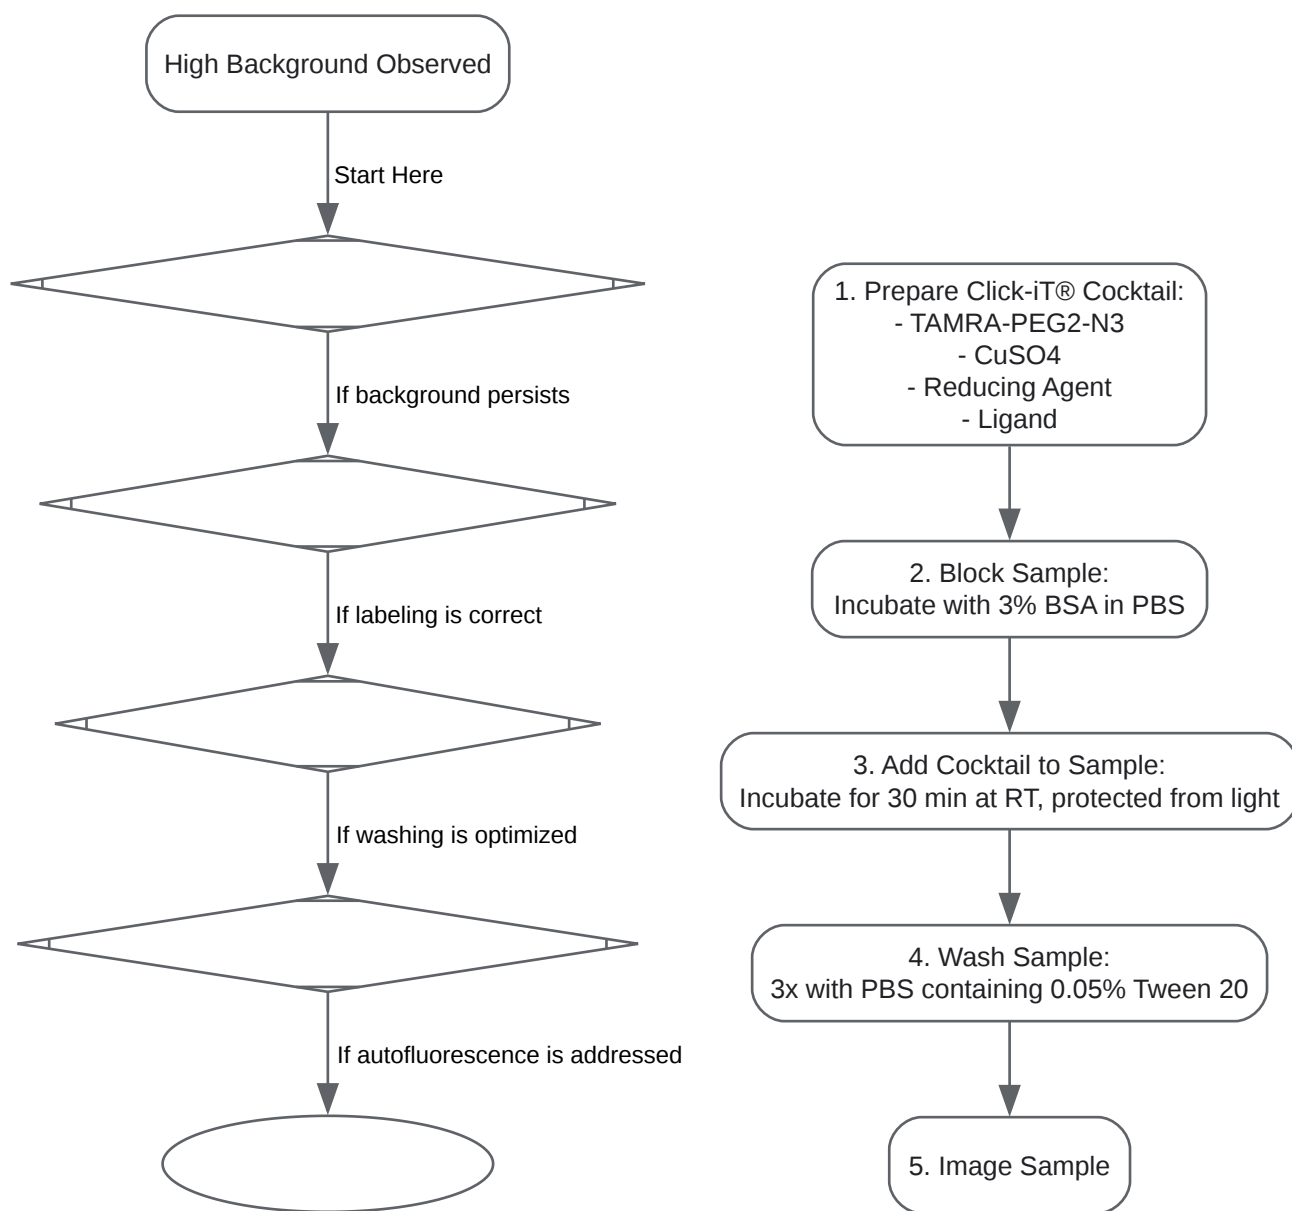 High Background Observed
Start Here
If background persists
If labeling is correct
If washing is optimized
If autofluorescence is addressed
1. Prepare Click-iT® Cocktail:
- TAMRA-PEG2-N3
- CuSO4
- Reducing Agent
- Ligand
2. Block Sample:
Incubate with 3% BSA in PBS
3. Add Cocktail to Sample:
Incubate for 30 min at RT, protected from light
4. Wash Sample:
3x with PBS containing 0.05% Tween 20
5. Image Sample